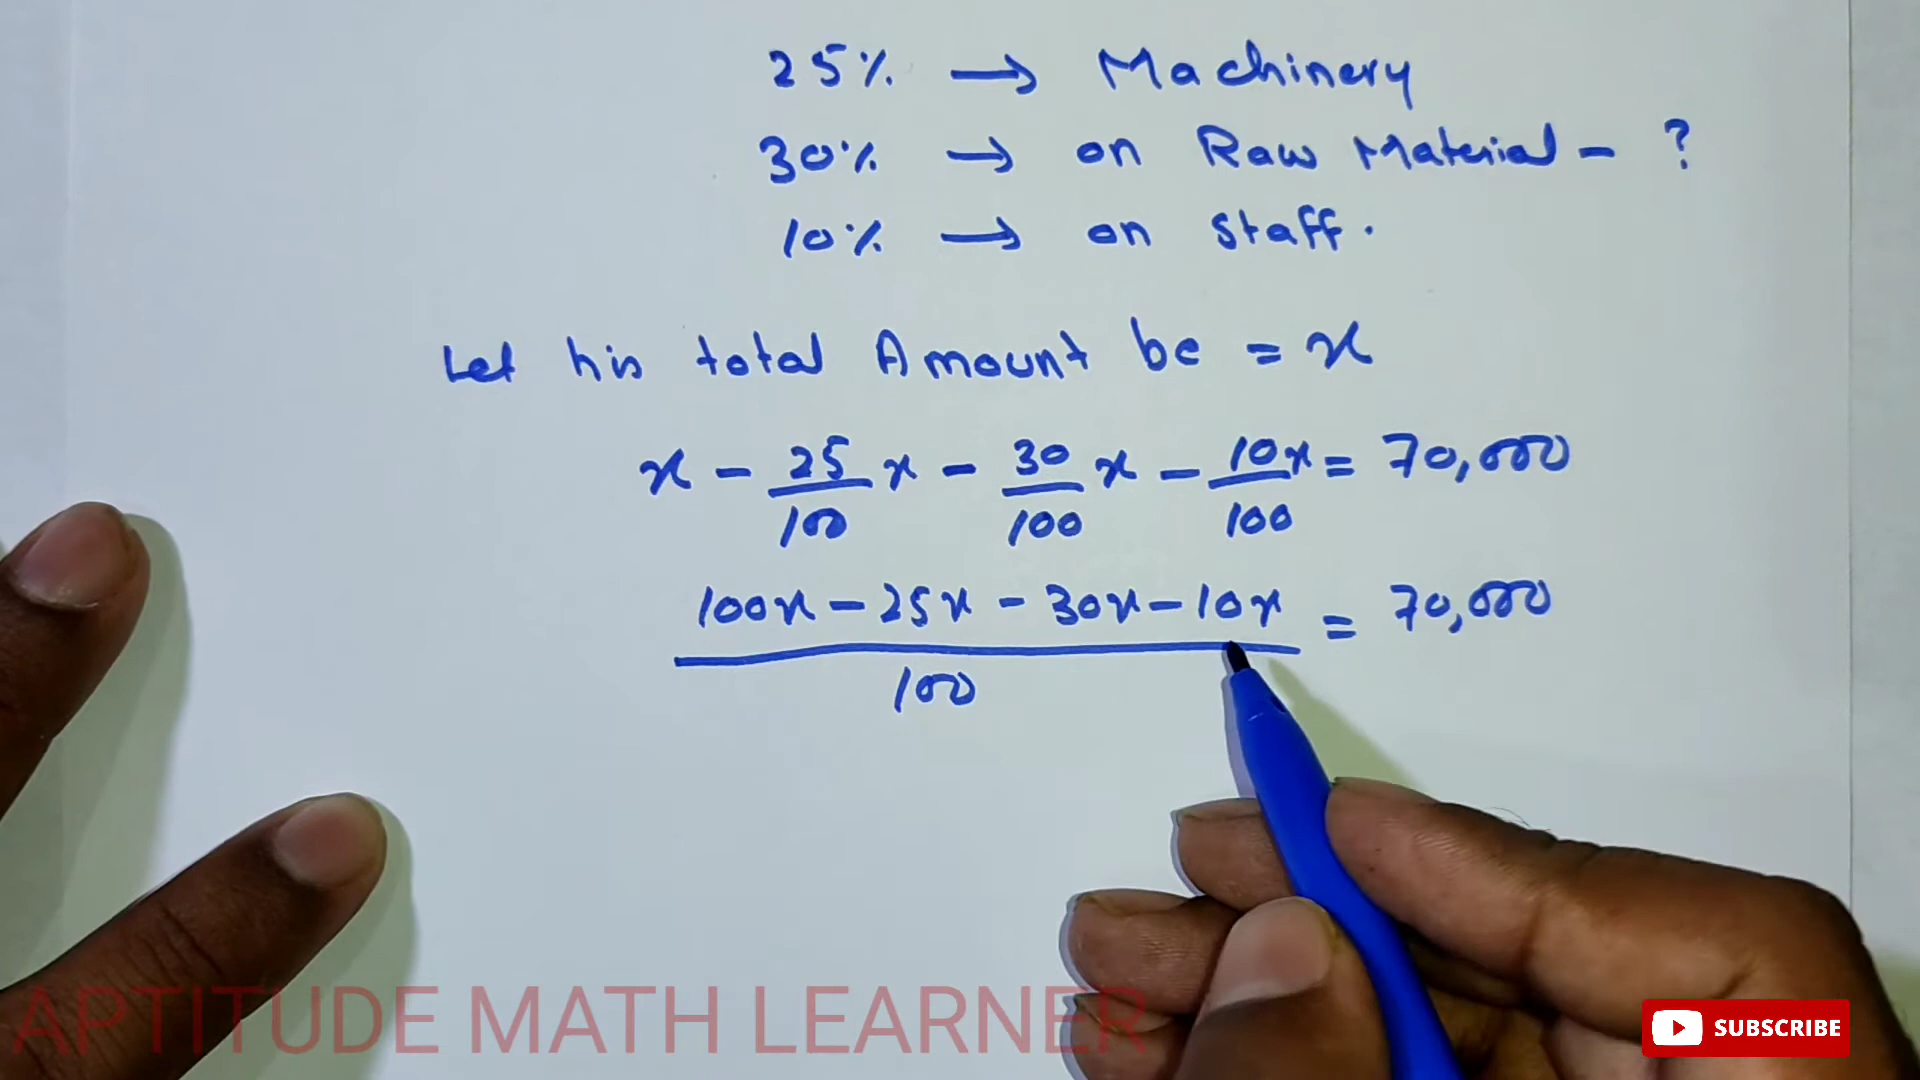 25% → Machinery
30% → on Raw Material - ?
10% → on Staff.
Let his total Amount be = x
x - 25/100 x - 30/100 x - 10x/100 = 70,000
100x - 25x - 30x - 10x / 100 = 70,000
APTITUDE MATH LEARNER
SUBSCRIBE